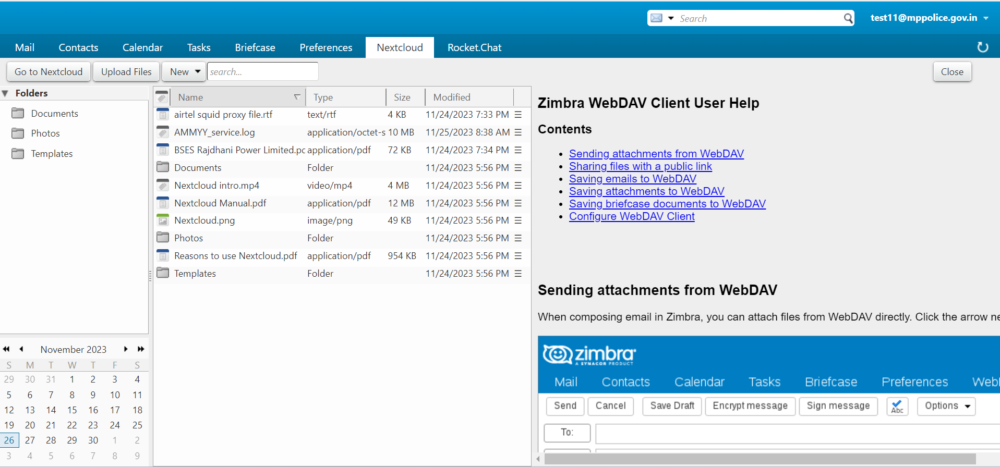 Search
test11@mppolice.gov.in
Mail Contacts Calendar Tasks Briefcase Preferences Nextcloud Rocket.Chat
Go to Nextcloud Upload Files New search... Close
Folders
Documents
Photos
Templates
Name Type Size Modified
airtel squid proxy file.rtf text/rtf 4 KB 11/24/2023 7:33 PM
AMMYY_service.log application/octet-s 10 MB 11/25/2023 8:38 AM
BSES Rajdhani Power Limited.pc application/pdf 72 KB 11/24/2023 7:34 PM
Documents Folder 11/24/2023 5:56 PM
Nextcloud intro.mp4 video/mp4 4 MB 11/24/2023 5:56 PM
Nextcloud Manual.pdf application/pdf 12 MB 11/24/2023 5:56 PM
Nextcloud.png image/png 49 KB 11/24/2023 5:56 PM
Photos Folder 11/24/2023 5:56 PM
Reasons to use Nextcloud.pdf application/pdf 954 KB 11/24/2023 5:56 PM
Templates Folder 11/24/2023 5:56 PM
November 2023
S M T W T F S
29 30 31 1 2 3 4
5 6 7 8 9 10 11
12 13 14 15 16 17 18
19 20 21 22 23 24 25
26 27 28 29 30 1 2
3 4 5 6 7 8 9
Zimbra WebDAV Client User Help
Contents
Sending attachments from WebDAV
Sharing files with a public link
Saving emails to WebDAV
Saving attachments to WebDAV
Saving briefcase documents to WebDAV
Configure WebDAV Client
Sending attachments from WebDAV
When composing email in Zimbra, you can attach files from WebDAV directly. Click the arrow ne
zimbra
A SYNACOR PRODUCT
Mail Contacts Calendar Tasks Briefcase Preferences Web
Send Cancel Save Draft Encrypt message Sign message Abc Options
To: